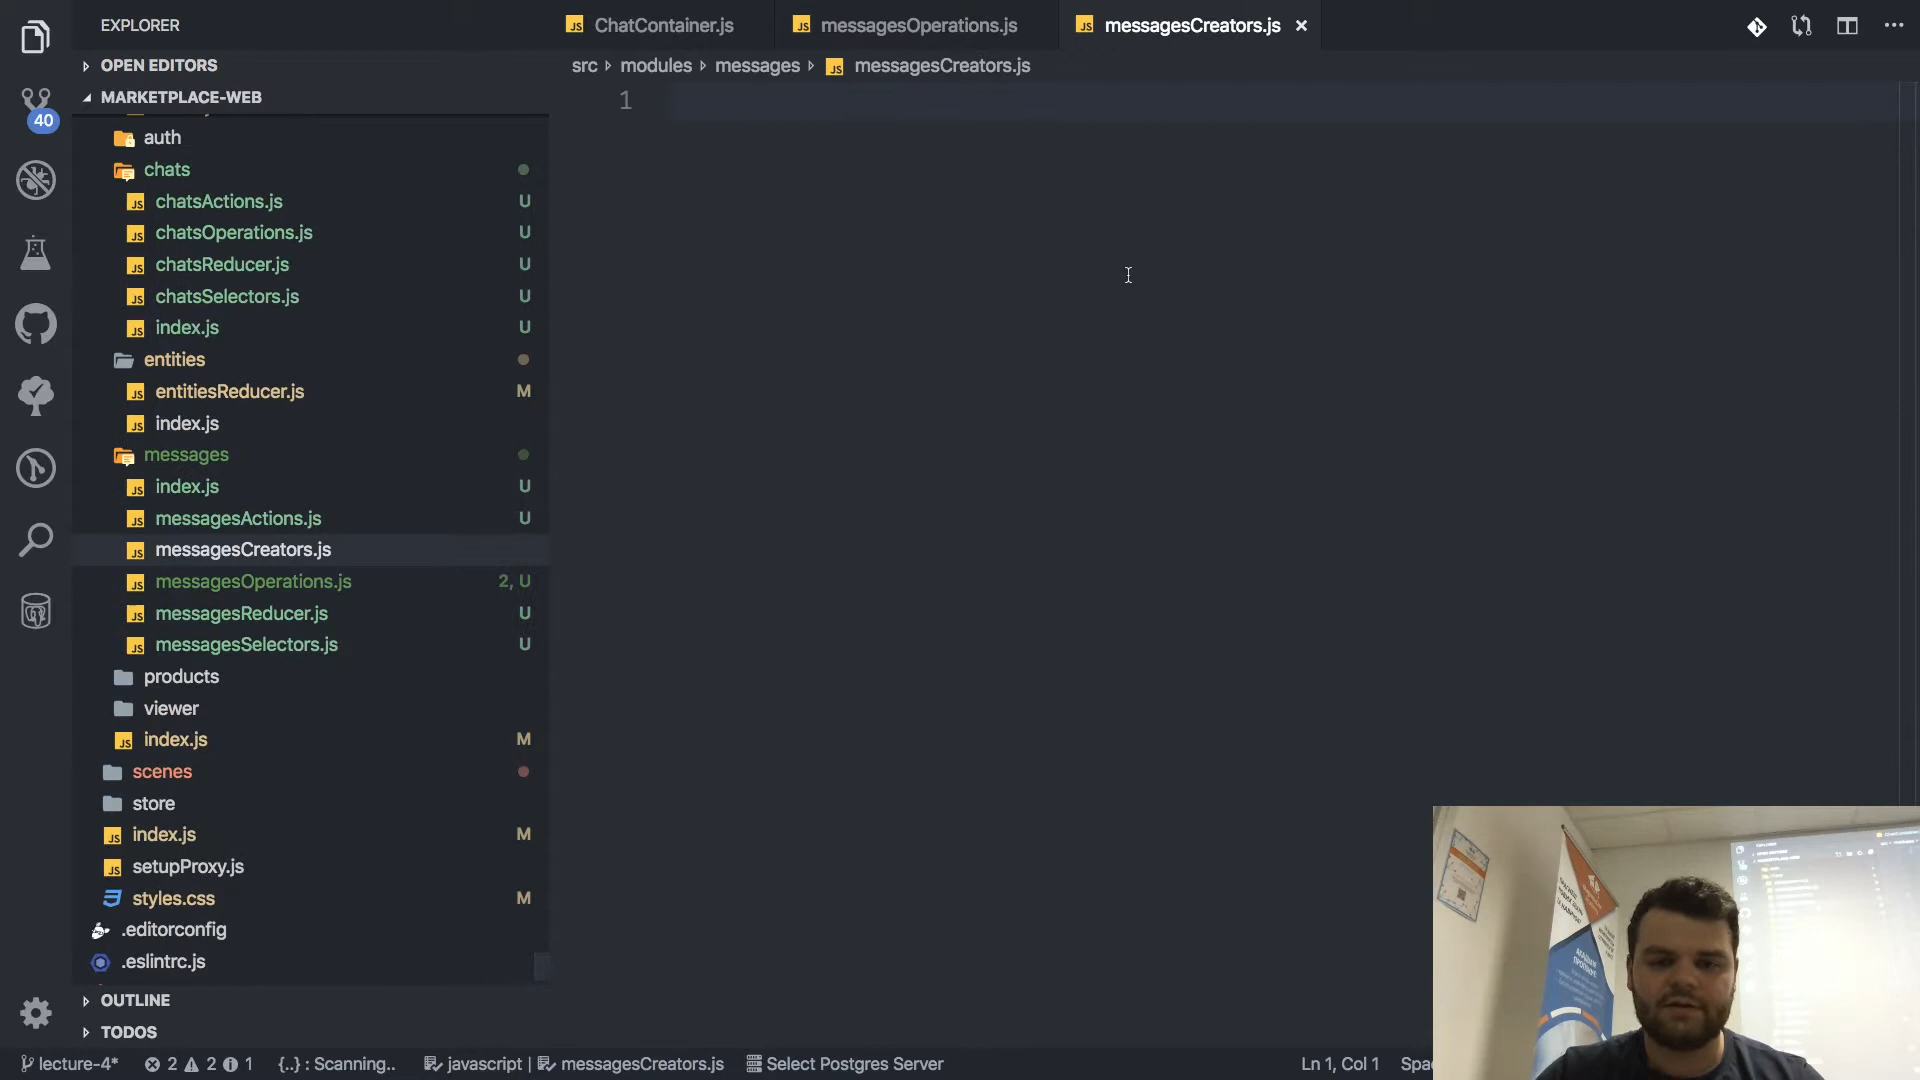 EXPLORER
ChatContainer.js
messagesOperations.js
messagesCreators.js
OPEN EDITORS
src › modules › messages › messagesCreators.js
MARKETPLACE-WEB
1
40
auth
chats
chatsActions.js U
chatsOperations.js U
chatsReducer.js U
chatsSelectors.js U
index.js U
entities
entitiesReducer.js M
index.js
messages
index.js U
messagesActions.js U
messagesCreators.js
messagesOperations.js 2, U
messagesReducer.js U
messagesSelectors.js U
products
viewer
index.js M
scenes
store
index.js M
setupProxy.js
styles.css M
.editorconfig
.eslintrc.js
OUTLINE
TODOS
lecture-4* 2 2 1 {..} : Scanning.. javascript | messagesCreators.js Select Postgres Server Ln 1, Col 1